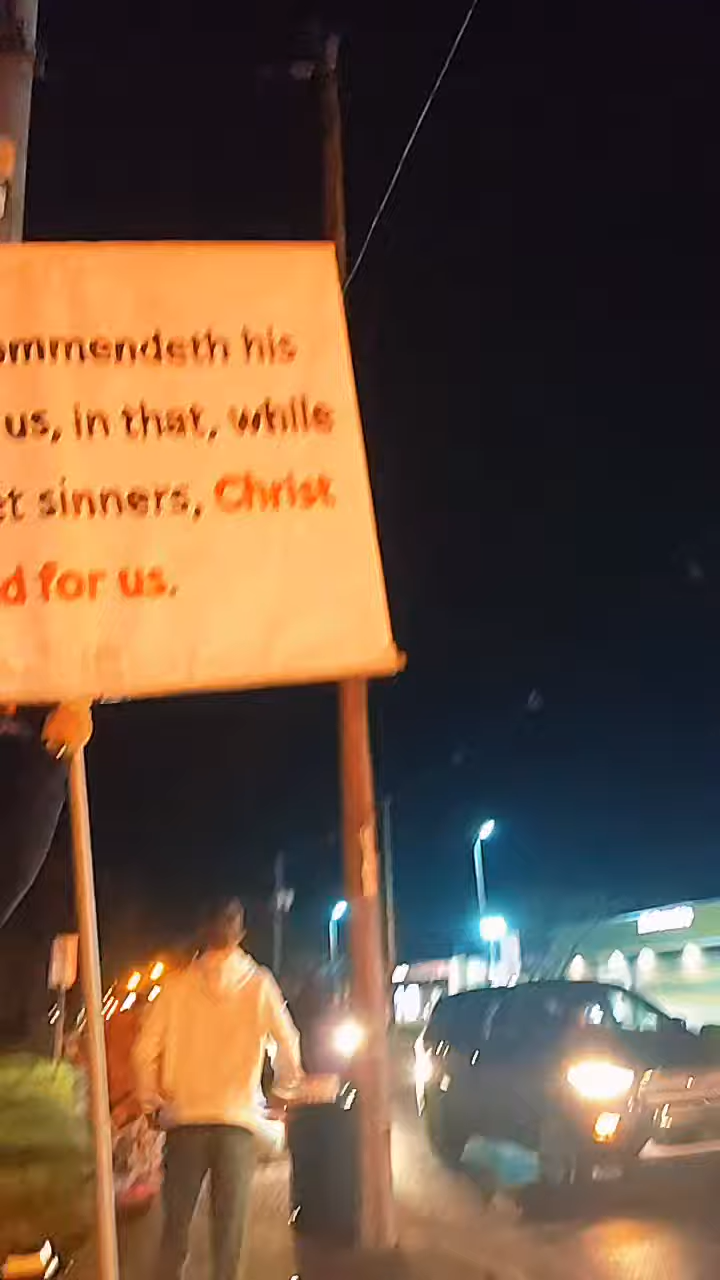 ommendeth his
us, in that, while
et sinners, Christ
d for us.